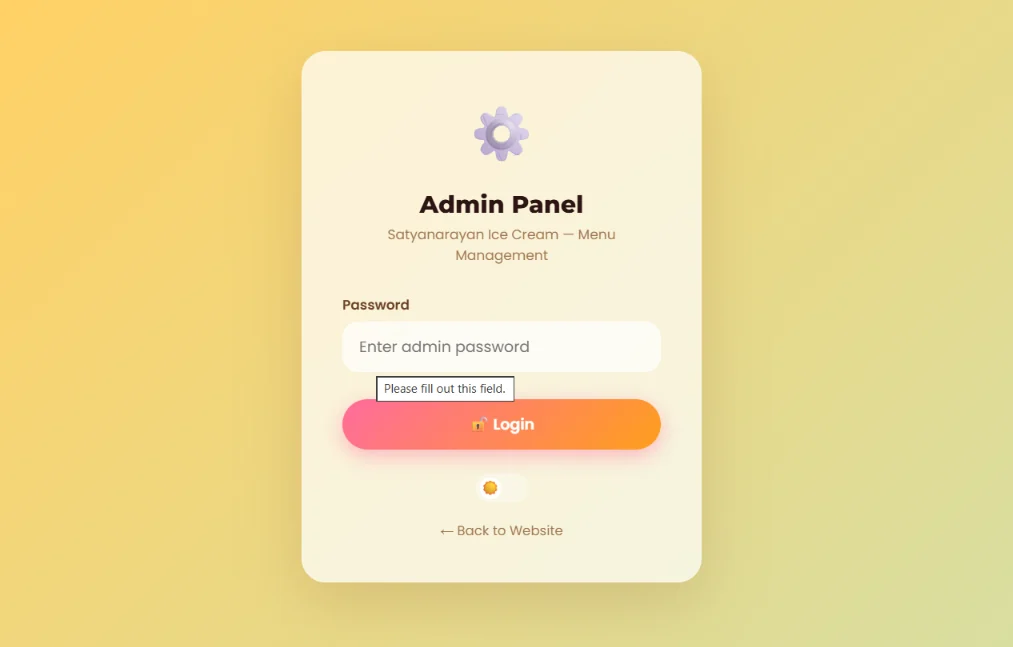 Admin Panel
Satyanarayan Ice Cream — Menu
Management
Password
Enter admin password
Please fill out this field.
Login
← Back to Website